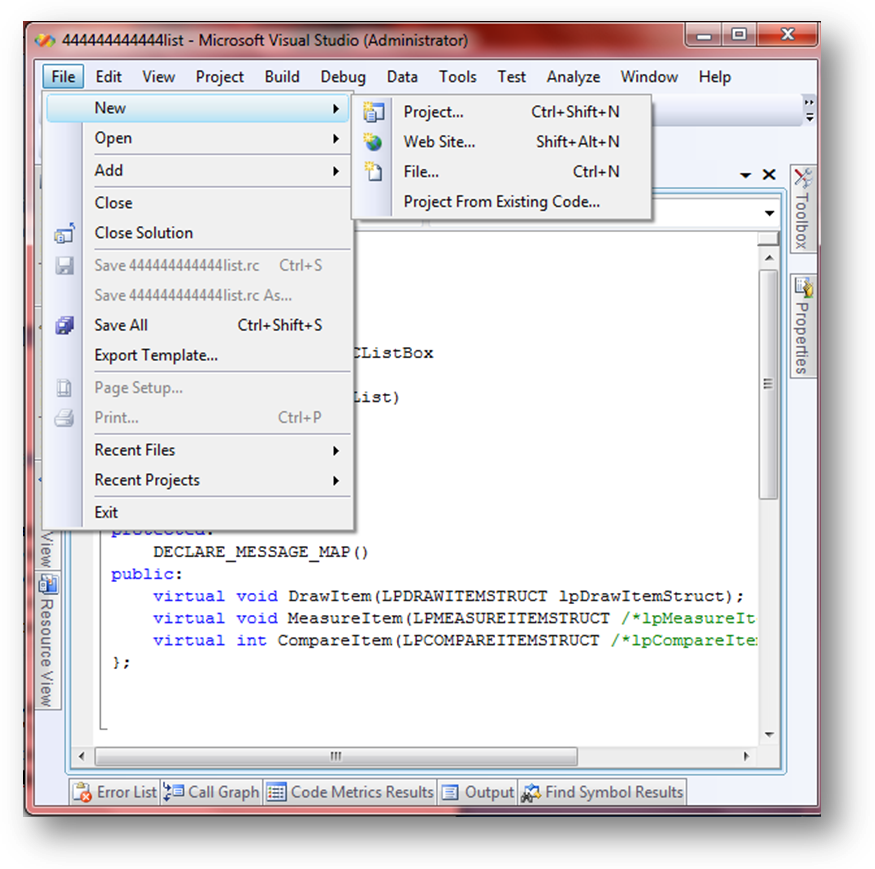 444444444444list - Microsoft Visual Studio (Administrator)
File Edit View Project Build Debug Data Tools Test Analyze Window Help
New
Open
Add
Close
Close Solution
Save 444444444444list.rc Ctrl+S
Save 444444444444list.rc As...
Save All Ctrl+Shift+S
Export Template...
Page Setup...
Print... Ctrl+P
Recent Files
Recent Projects
Exit
Project... Ctrl+Shift+N
Web Site... Shift+Alt+N
File... Ctrl+N
Project From Existing Code...
CListBox
List)
protected:
DECLARE_MESSAGE_MAP()
public:
virtual void DrawItem(LPDRAWITEMSTRUCT lpDrawItemStruct);
virtual void MeasureItem(LPMEASUREITEMSTRUCT /*lpMeasureIt
virtual int CompareItem(LPCOMPAREITEMSTRUCT /*lpCompareIte
};
View
Resource View
Toolbox
Properties
Error List Call Graph Code Metrics Results Output Find Symbol Results